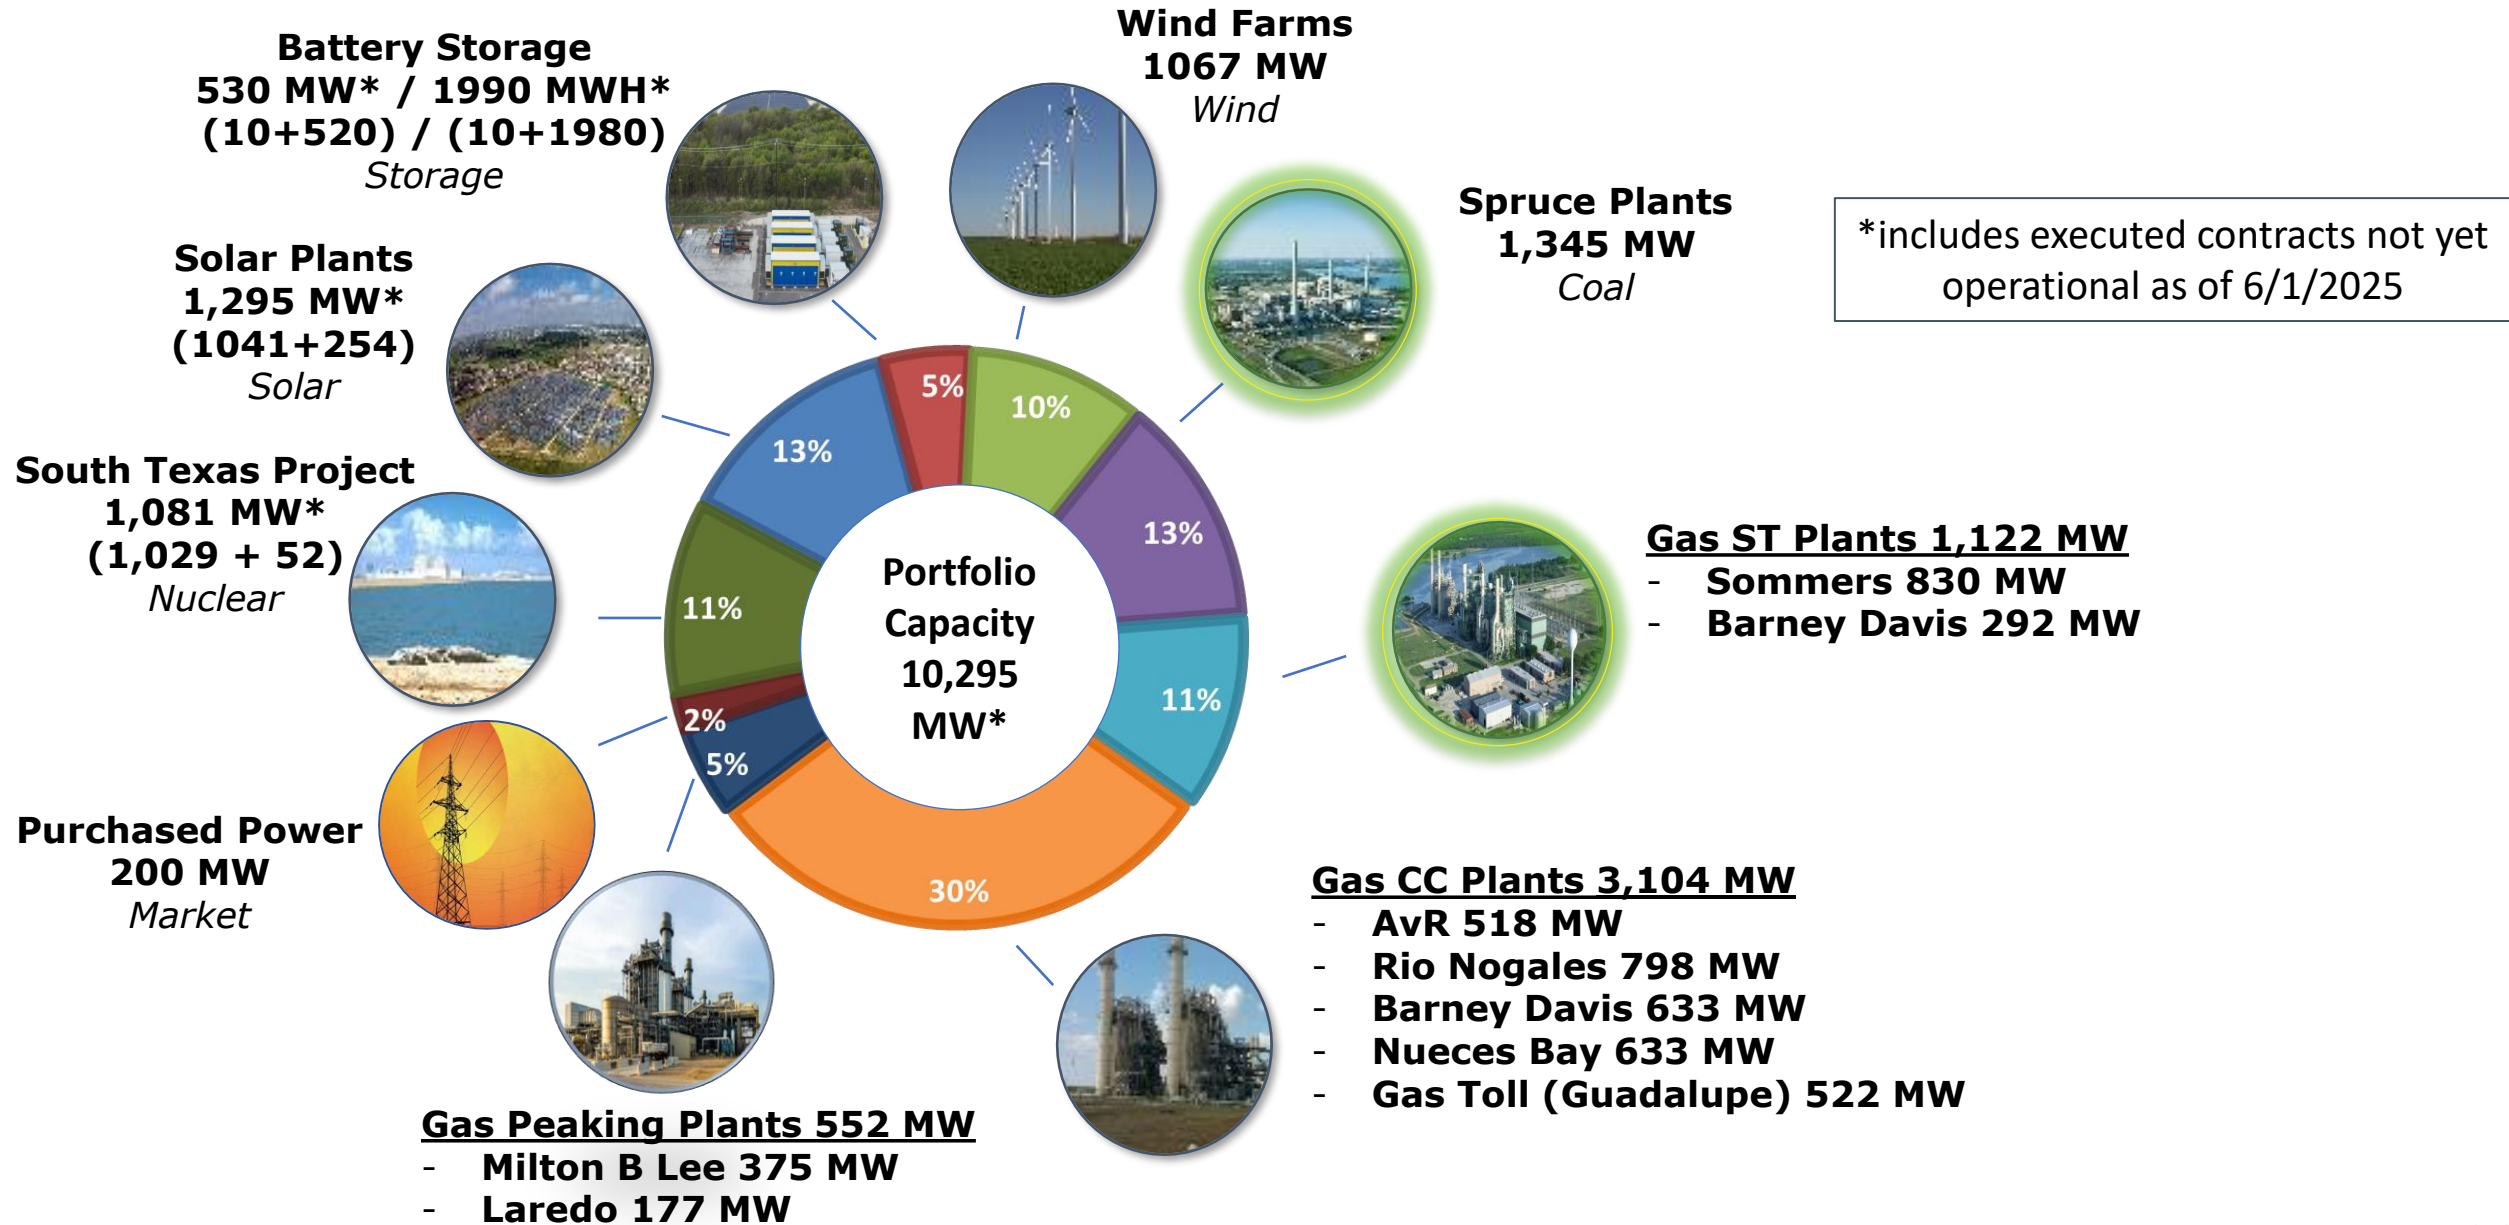 Battery Storage
530 MW* / 1990 MWH*
(10+520) / (10+1980)
Storage
Wind Farms
1067 MW
Wind
Spruce Plants
1,345 MW
Coal
*includes executed contracts not yet
operational as of 6/1/2025
Solar Plants
1,295 MW*
(1041+254)
Solar
South Texas Project
1,081 MW*
(1,029 + 52)
Nuclear
5%
10%
13%
13%
11%
11%
2%
5%
30%
Portfolio
Capacity
10,295
MW*
Gas ST Plants 1,122 MW
- Sommers 830 MW
- Barney Davis 292 MW
Purchased Power
200 MW
Market
Gas CC Plants 3,104 MW
- AvR 518 MW
- Rio Nogales 798 MW
- Barney Davis 633 MW
- Nueces Bay 633 MW
- Gas Toll (Guadalupe) 522 MW
Gas Peaking Plants 552 MW
- Milton B Lee 375 MW
- Laredo 177 MW